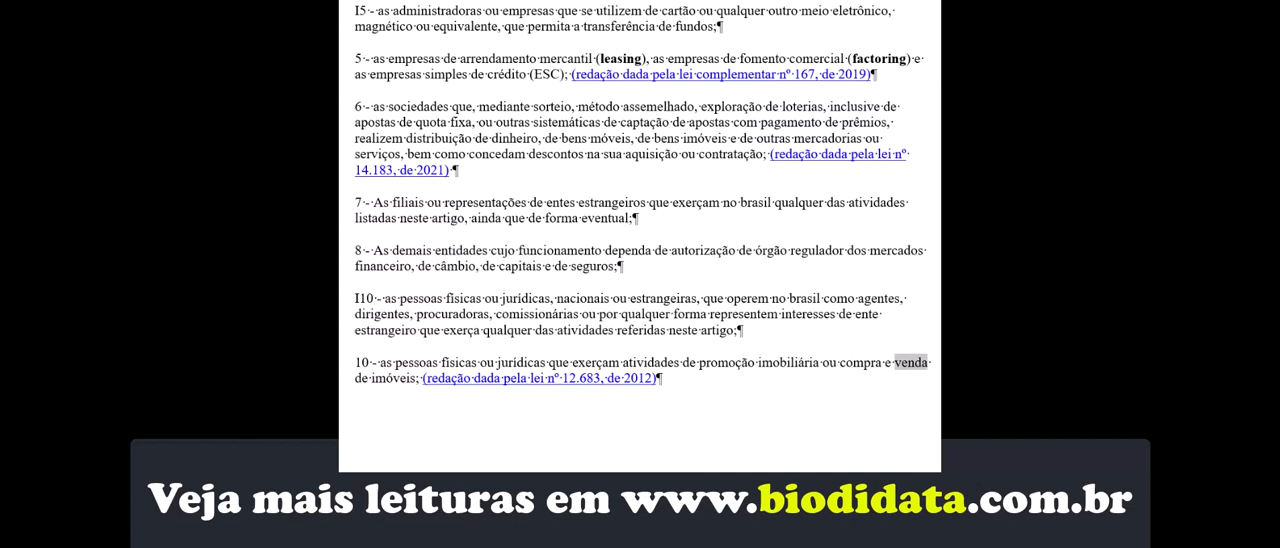 I5 - as administradoras ou empresas que se utilizem de cartão ou qualquer outro meio eletrônico,
magnético ou equivalente, que permita a transferência de fundos;¶
5 - as empresas de arrendamento mercantil (leasing), as empresas de fomento comercial (factoring) e
as empresas simples de crédito (ESC); (redação dada pela lei complementar nº 167, de 2019)¶
6 - as sociedades que, mediante sorteio, método assemelhado, exploração de loterias, inclusive de
apostas de quota fixa, ou outras sistemáticas de captação de apostas com pagamento de prêmios,
realizem distribuição de dinheiro, de bens móveis, de bens imóveis e de outras mercadorias ou
serviços, bem como concedam descontos na sua aquisição ou contratação; (redação dada pela lei nº
14.183, de 2021) ¶
7 - As filiais ou representações de entes estrangeiros que exerçam no brasil qualquer das atividades
listadas neste artigo, ainda que de forma eventual;¶
8 - As demais entidades cujo funcionamento dependa de autorização de órgão regulador dos mercados
financeiro, de câmbio, de capitais e de seguros;¶
I10 - as pessoas físicas ou jurídicas, nacionais ou estrangeiras, que operem no brasil como agentes,
dirigentes, procuradoras, comissionárias ou por qualquer forma representem interesses de ente
estrangeiro que exerça qualquer das atividades referidas neste artigo;¶
10 - as pessoas físicas ou jurídicas que exerçam atividades de promoção imobiliária ou compra e venda
de imóveis; (redação dada pela lei nº 12.683, de 2012)¶
Veja mais leituras em www.biodidata.com.br